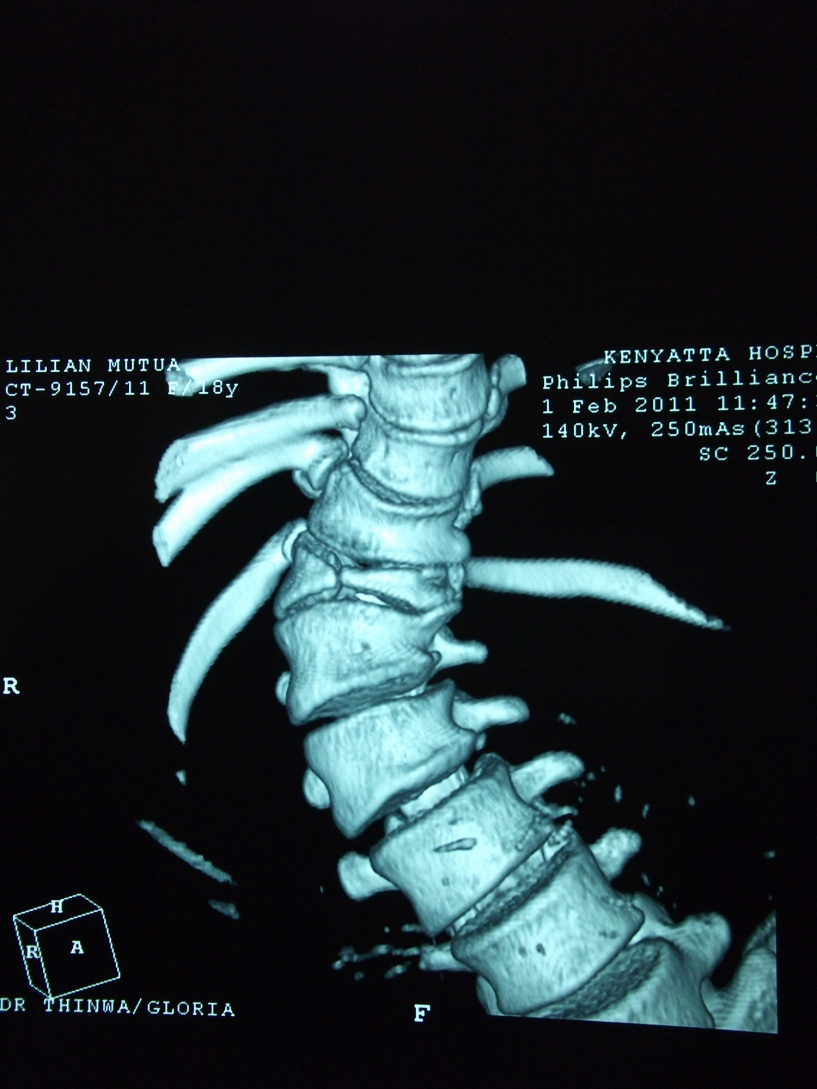 LILIAN MUTUA
CT-9157/11 F/18y
3
KENYATTA HOSP
Philips Brillianc
1 Feb 2011 11:47:
140kV, 250mAs(313
SC 250.
Z
R
H
R
A
DR THINWA/GLORIA
F